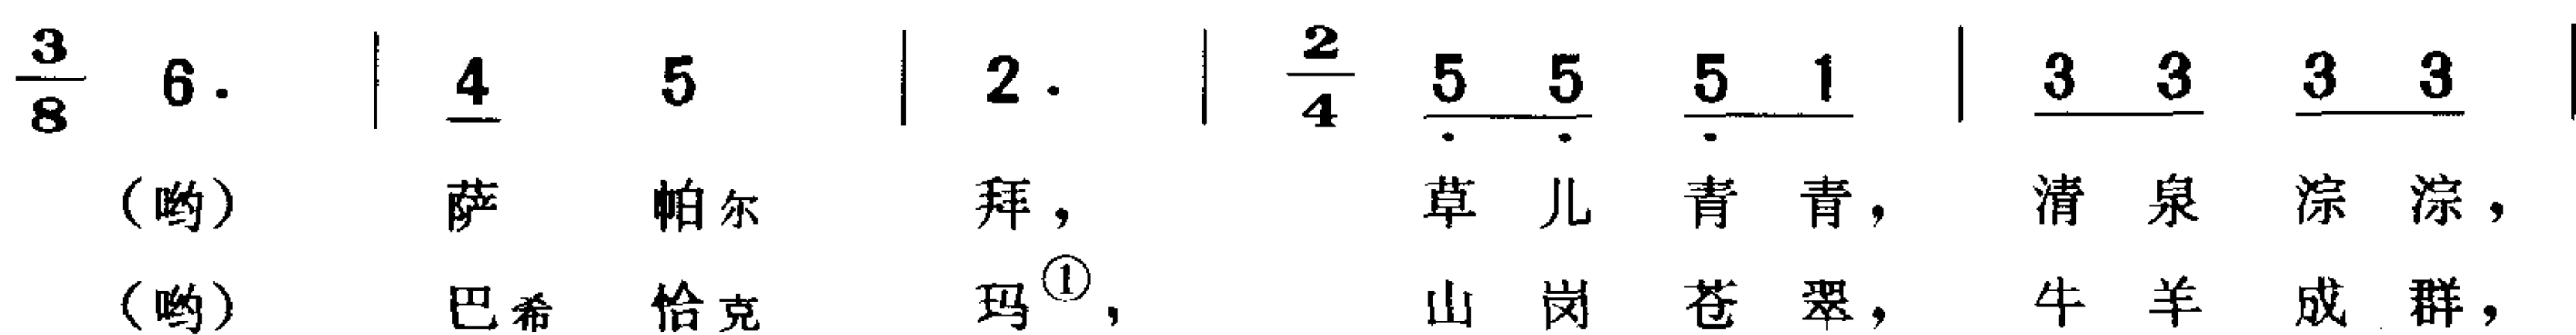 3/8 6. | 4 5 | 2. | 2/4 5 5 5 1 | 3 3 3 3 |
（哟） 萨 帕尔 拜， 草 儿 青 青， 清 泉 淙 淙，
（哟） 巴希 恰克 玛①， 山 岗 苍 翠， 牛 羊 成 群，